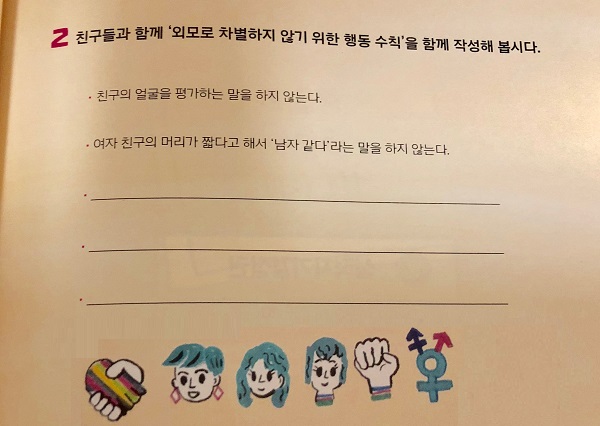 2 친구들과 함께 '외모로 차별하지 않기 위한 행동 수칙'을 함께 작성해 봅시다.
· 친구의 얼굴을 평가하는 말을 하지 않는다.
· 여자 친구의 머리가 짧다고 해서 '남자 같다'라는 말을 하지 않는다.